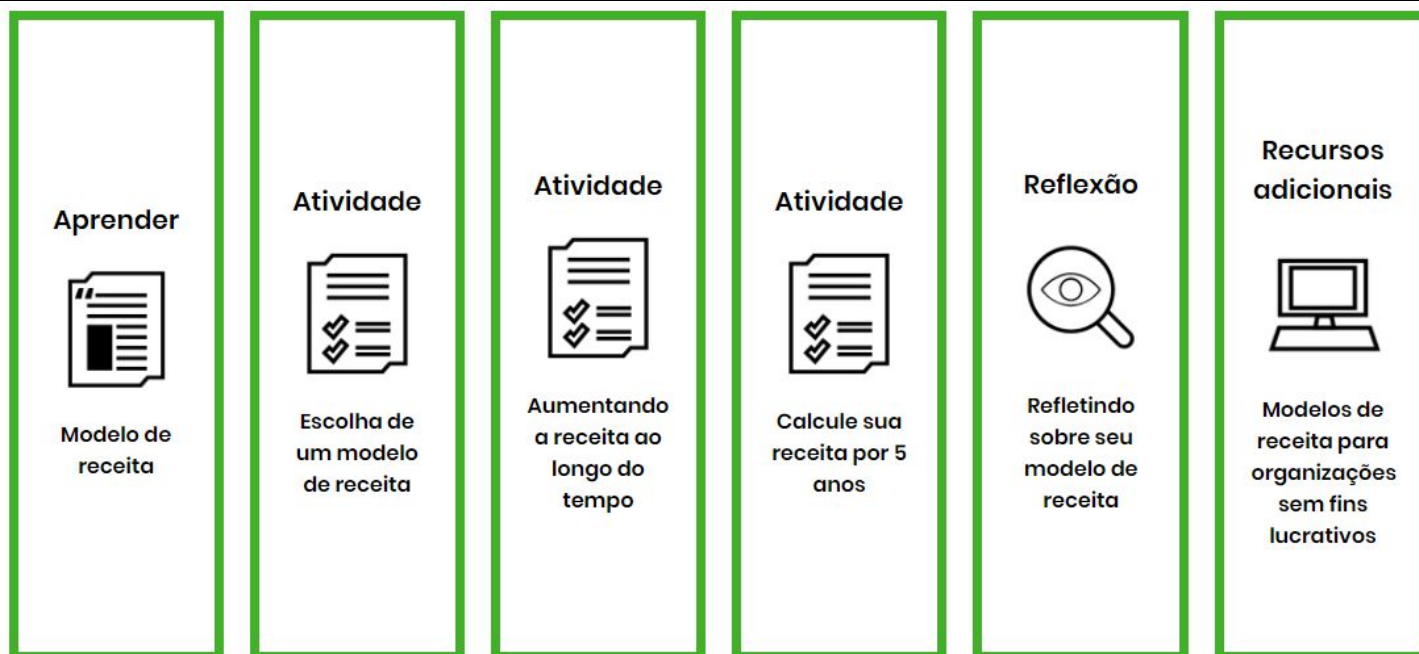 Aprender
Modelo de
receita
Atividade
Escolha de
um modelo
de receita
Atividade
Aumentando
a receita ao
longo do
tempo
Atividade
Calcule sua
receita por 5
anos
Reflexão
Refletindo
sobre seu
modelo de
receita
Recursos
adicionais
Modelos de
receita para
organizações
sem fins
lucrativos